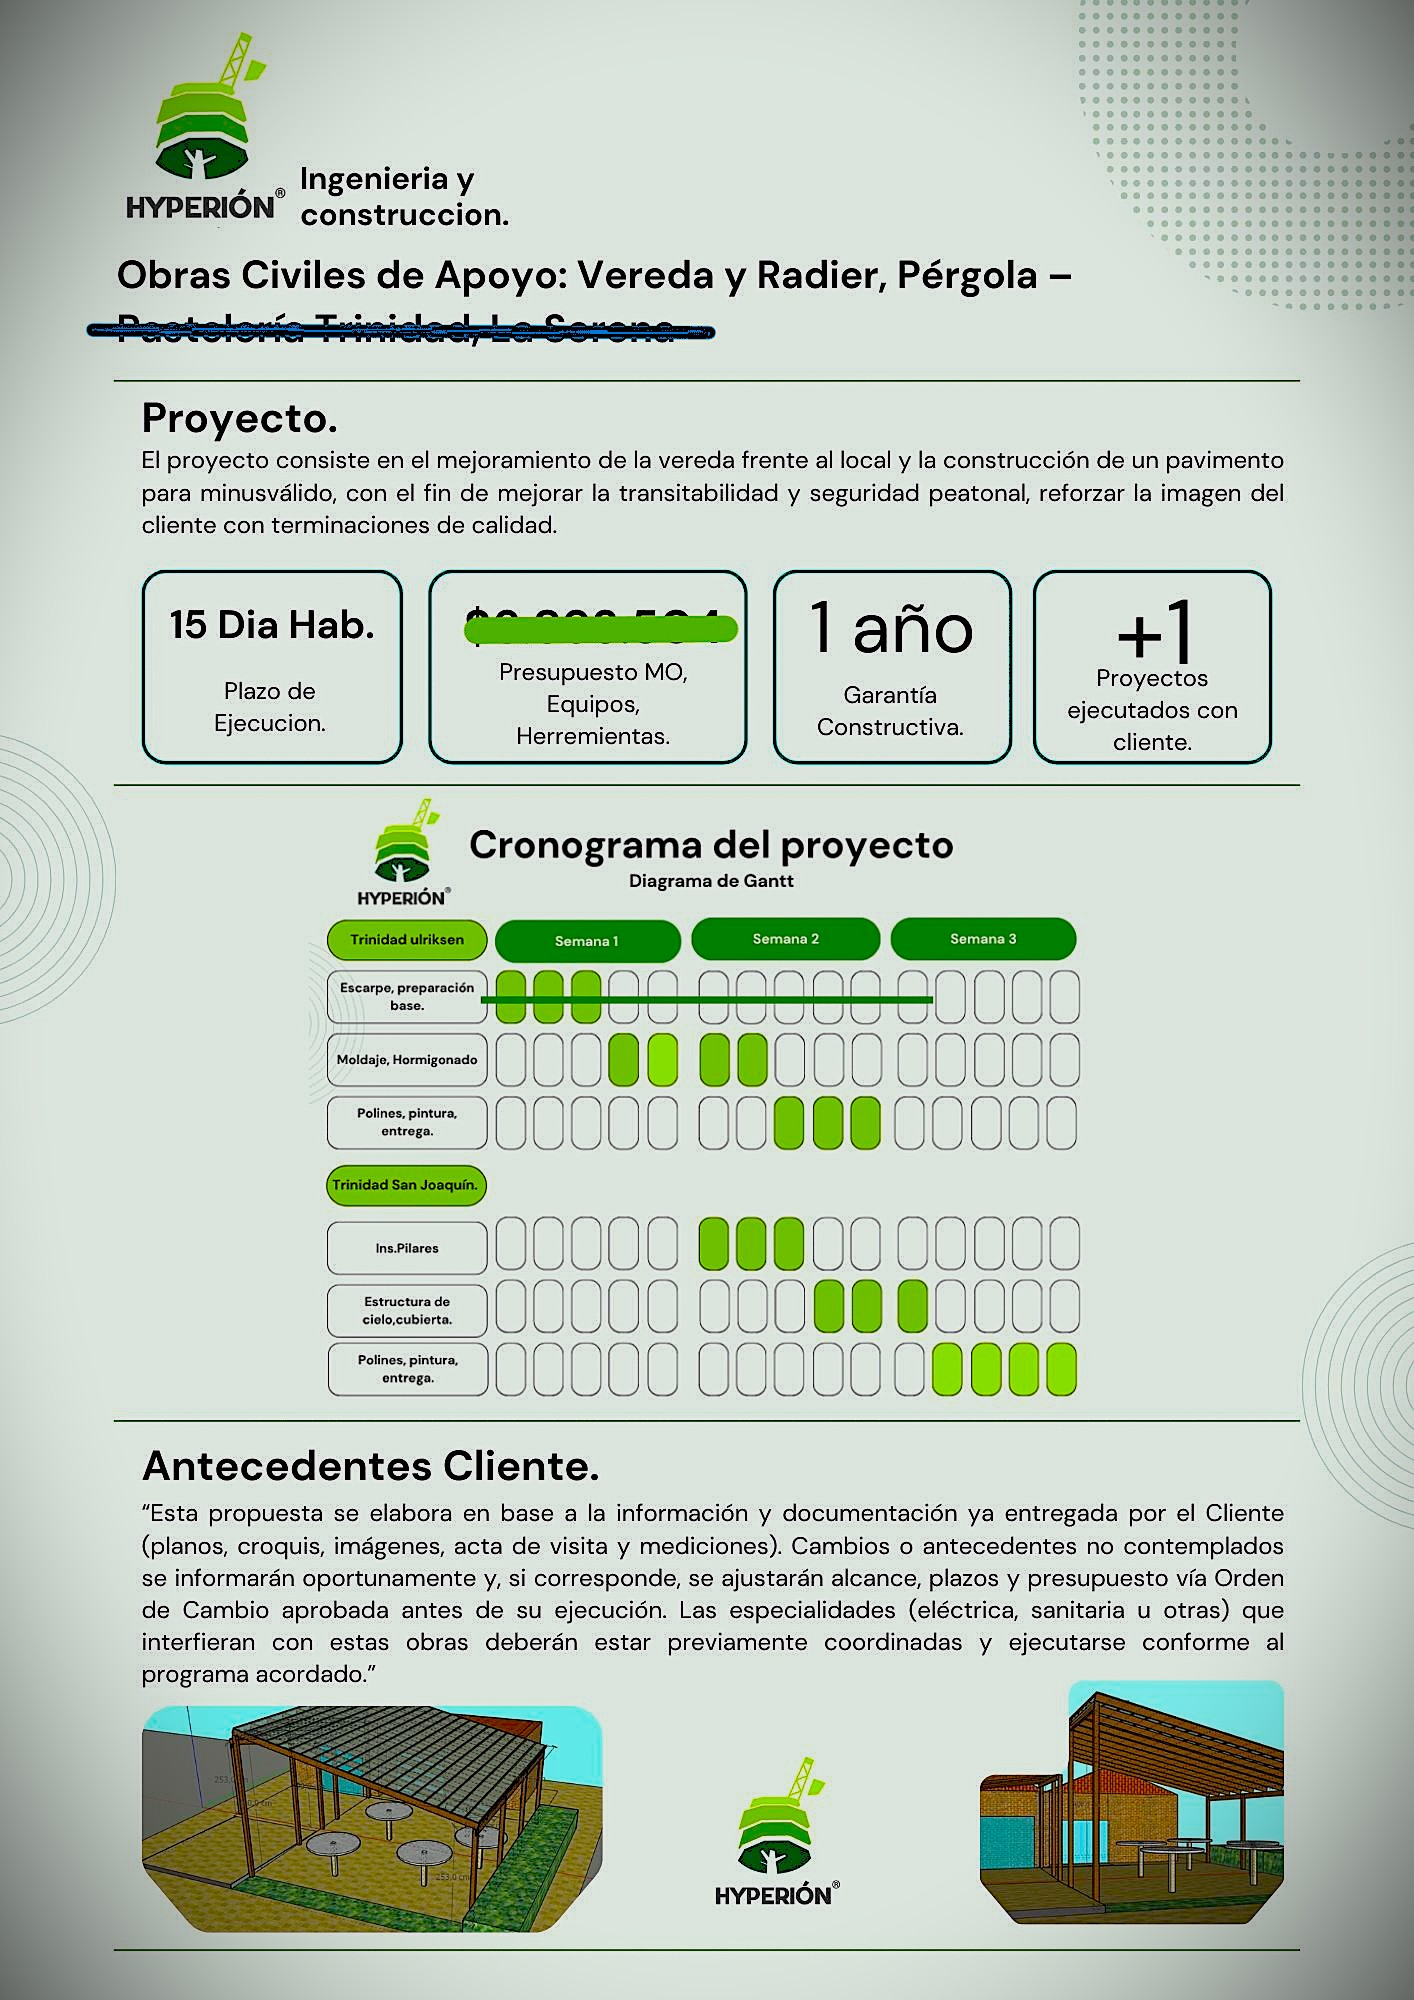 HYPERIÓN®
Ingenieria y
construccion.
Obras Civiles de Apoyo: Vereda y Radier, Pérgola –
Pastelería Trinidad, La Serena
Proyecto.
El proyecto consiste en el mejoramiento de la vereda frente al local y la construcción de un pavimento
para minusválido, con el fin de mejorar la transitabilidad y seguridad peatonal, reforzar la imagen del
cliente con terminaciones de calidad.
15 Dia Hab.
Plazo de
Ejecucion.
Presupuesto MO,
Equipos,
Herremientas.
1 año
Garantía
Constructiva.
+1
Proyectos
ejecutados con
cliente.
HYPERIÓN®
Cronograma del proyecto
Diagrama de Gantt
Trinidad ulriksen
Semana 1
Semana 2
Semana 3
Escarpe, preparación
base.
Moldaje, Hormigonado
Polines, pintura,
entrega.
Trinidad San Joaquín.
Ins.Pilares
Estructura de
cielo,cubierta.
Polines, pintura,
entrega.
Antecedentes Cliente.
“Esta propuesta se elabora en base a la información y documentación ya entregada por el Cliente
(planos, croquis, imágenes, acta de visita y mediciones). Cambios o antecedentes no contemplados
se informarán oportunamente y, si corresponde, se ajustarán alcance, plazos y presupuesto vía Orden
de Cambio aprobada antes de su ejecución. Las especialidades (eléctrica, sanitaria u otras) que
interfieran con estas obras deberán estar previamente coordinadas y ejecutarse conforme al
programa acordado.”
253,0 cm
HYPERIÓN®